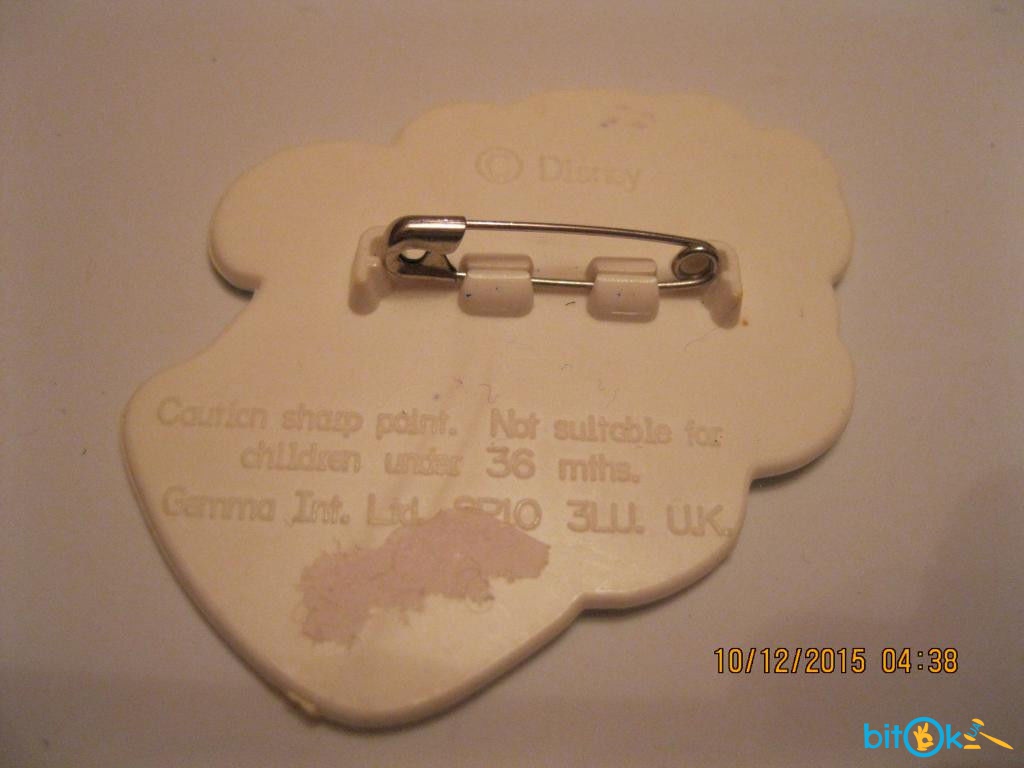 © Disney
Caution sharp point. Not suitable for
children under 36 mths.
Gemma Int. Ltd. SP10 3LU. U.K.
10/12/2015 04:38
bitOk UA